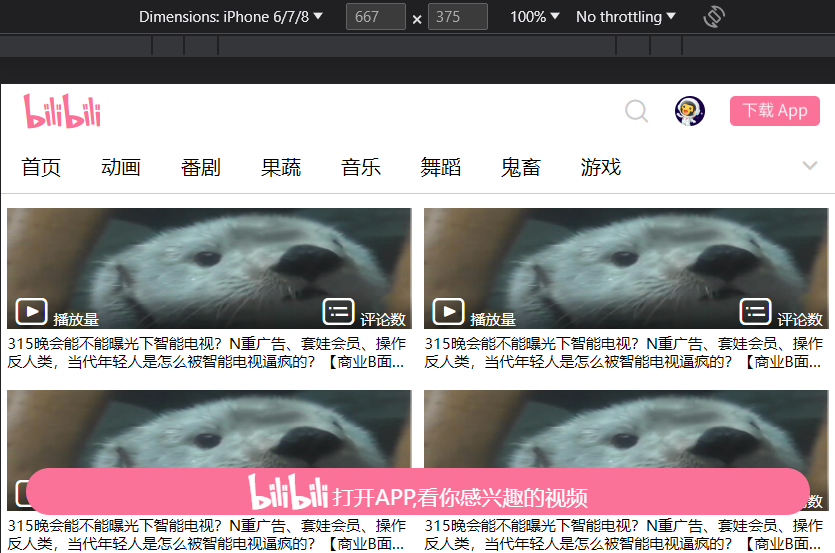 Dimensions: iPhone 6/7/8 ▼ 667 × 375 100% ▼ No throttling ▼
bilibili 下载 App
首页 动画 番剧 果蔬 音乐 舞蹈 鬼畜 游戏
播放量 评论数 播放量 评论数
315晚会能不能曝光下智能电视？N重广告、套娃会员、操作 315晚会能不能曝光下智能电视？N重广告、套娃会员、操作
反人类，当代年轻人是怎么被智能电视逼疯的？【商业B面... 反人类，当代年轻人是怎么被智能电视逼疯的？【商业B面...
bilibili 打开APP,看你感兴趣的视频 数
315晚会能不能曝光下智能电视？N重广告、套娃会员、操作 315晚会能不能曝光下智能电视？N重广告、套娃会员、操作
反人类，当代年轻人是怎么被智能电视逼疯的？【商业B面... 反人类，当代年轻人是怎么被智能电视逼疯的？【商业B面...